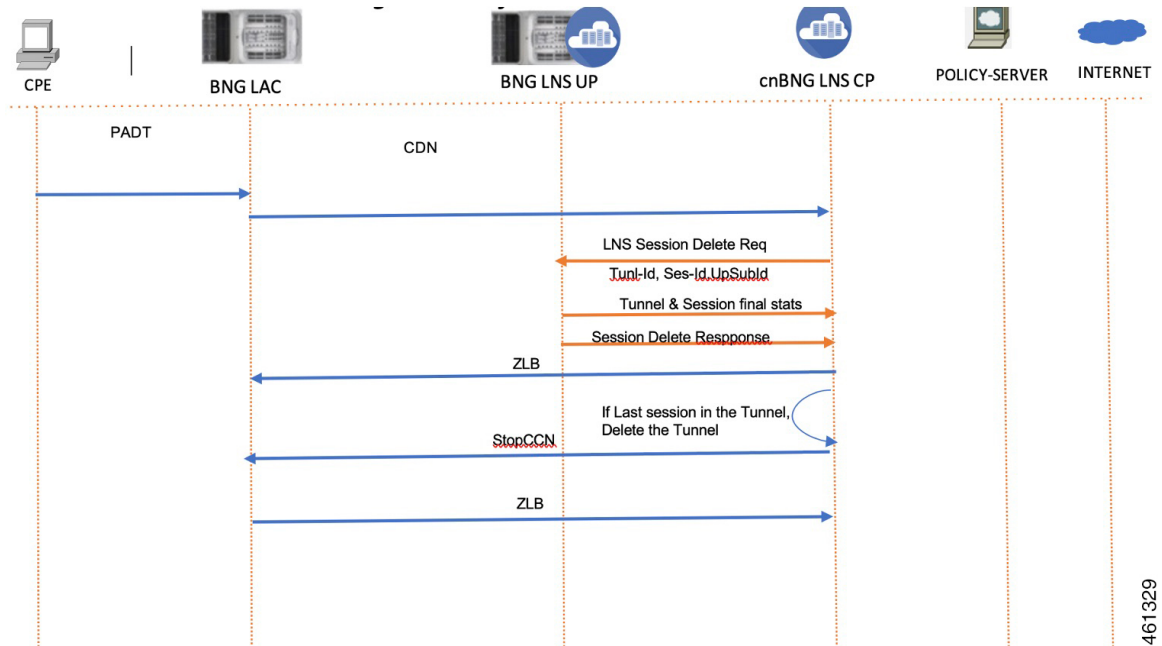 CPE
BNG LAC
BNG LNS UP
cnBNG LNS CP
POLICY-SERVER
INTERNET
PADT
CDN
LNS Session Delete Req
Tunl-Id, Ses-Id,UpSubId
Tunnel & Session final stats
Session Delete Respponse
ZLB
If Last session in the Tunnel,
Delete the Tunnel
StopCCN
ZLB
461329